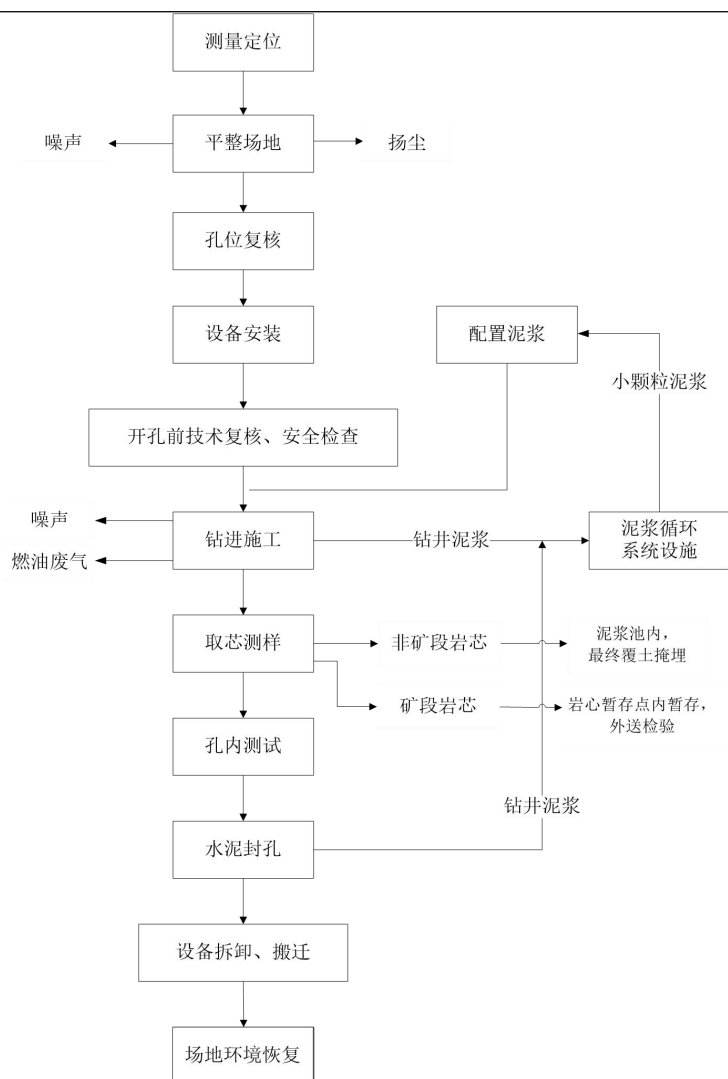 测量定位
噪声
平整场地
扬尘
孔位复核
设备安装
配置泥浆
小颗粒泥浆
开孔前技术复核、安全检查
噪声
燃油废气
钻进施工
钻井泥浆
泥浆循环
系统设施
取芯测样
非矿段岩芯
泥浆池内，
最终覆土掩埋
矿段岩芯
岩心暂存点内暂存，
外送检验
孔内测试
钻井泥浆
水泥封孔
设备拆卸、搬迁
场地环境恢复